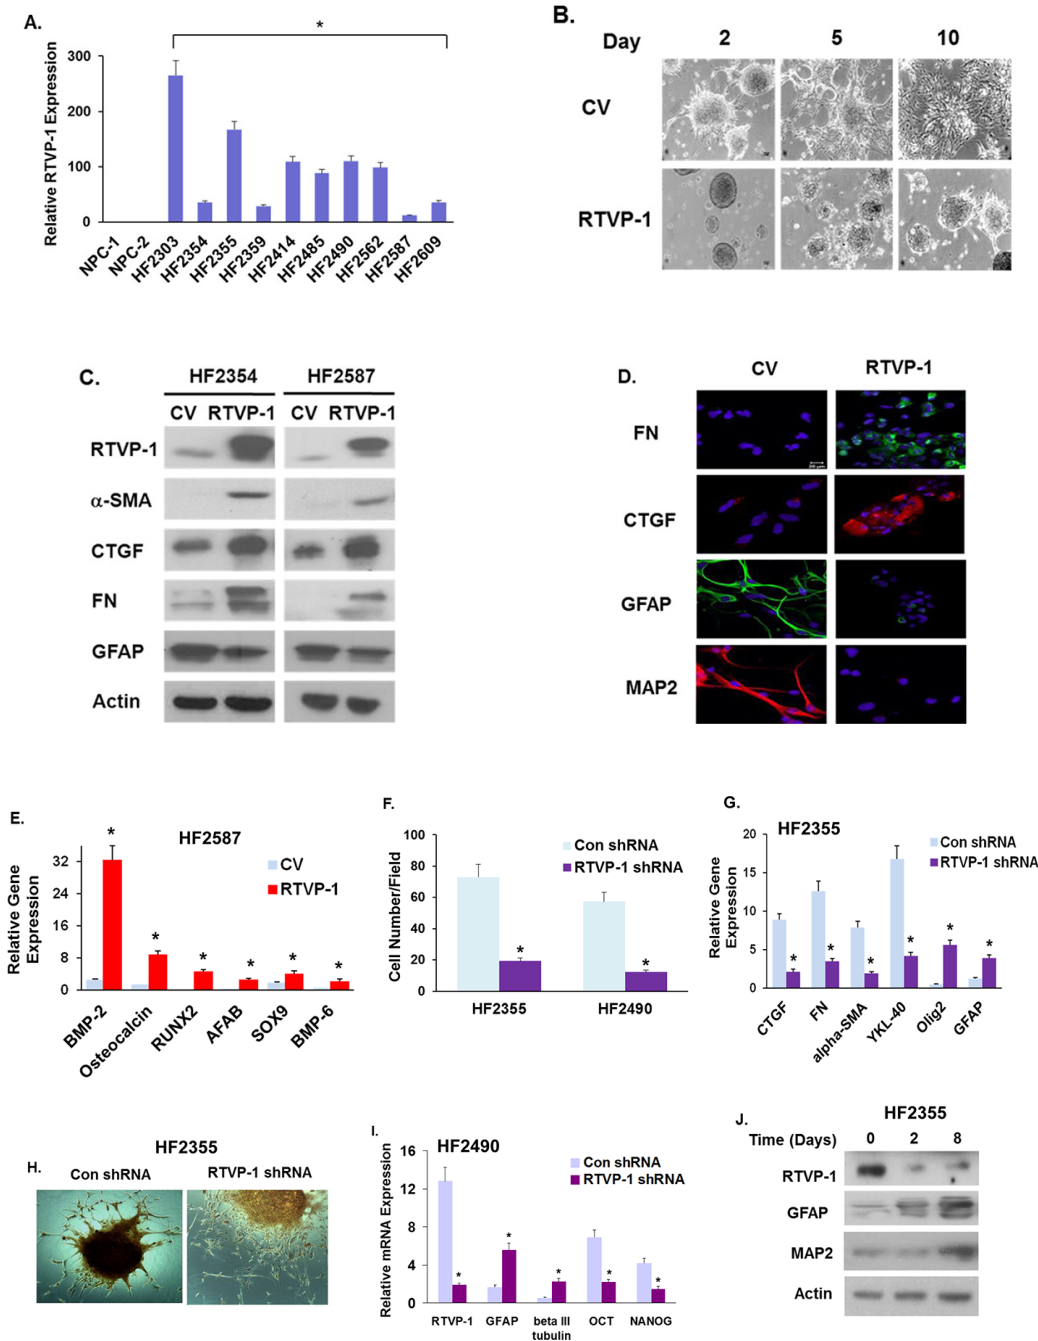 A.
*
Relative RTVP-1 Expression
300
200
100
0
NPC-1
NPC-2
HF2303
HF2354
HF2355
HF2359
HF2414
HF2485
HF2490
HF2562
HF2587
HF2609
B.
Day 2 5 10
CV
RTVP-1
C.
HF2354 HF2587
CV RTVP-1 CV RTVP-1
RTVP-1
α-SMA
CTGF
FN
GFAP
Actin
D.
CV RTVP-1
FN
CTGF
GFAP
MAP2
E.
HF2587
Relative Gene
Expression
32
24
16
8
0
CV
RTVP-1
* * * * * *
BMP-2
Osteocalcin
RUNX2
AFAB
SOX9
BMP-6
F.
Cell Number/Field
100
80
60
40
20
0
Con shRNA
RTVP-1 shRNA
* *
HF2355 HF2490
G.
HF2355
Relative Gene
Expression
20
15
10
5
0
Con shRNA
RTVP-1 shRNA
* * * * * *
CTGF
FN
alpha-SMA
YKL-40
Olig2
GFAP
H.
HF2355
Con shRNA RTVP-1 shRNA
I.
HF2490
Relative mRNA Expression
16
12
8
4
0
Con shRNA
RTVP-1 shRNA
* * * * *
RTVP-1 GFAP beta III OCT NANOG
tubulin
J.
HF2355
Time (Days) 0 2 8
RTVP-1
GFAP
MAP2
Actin